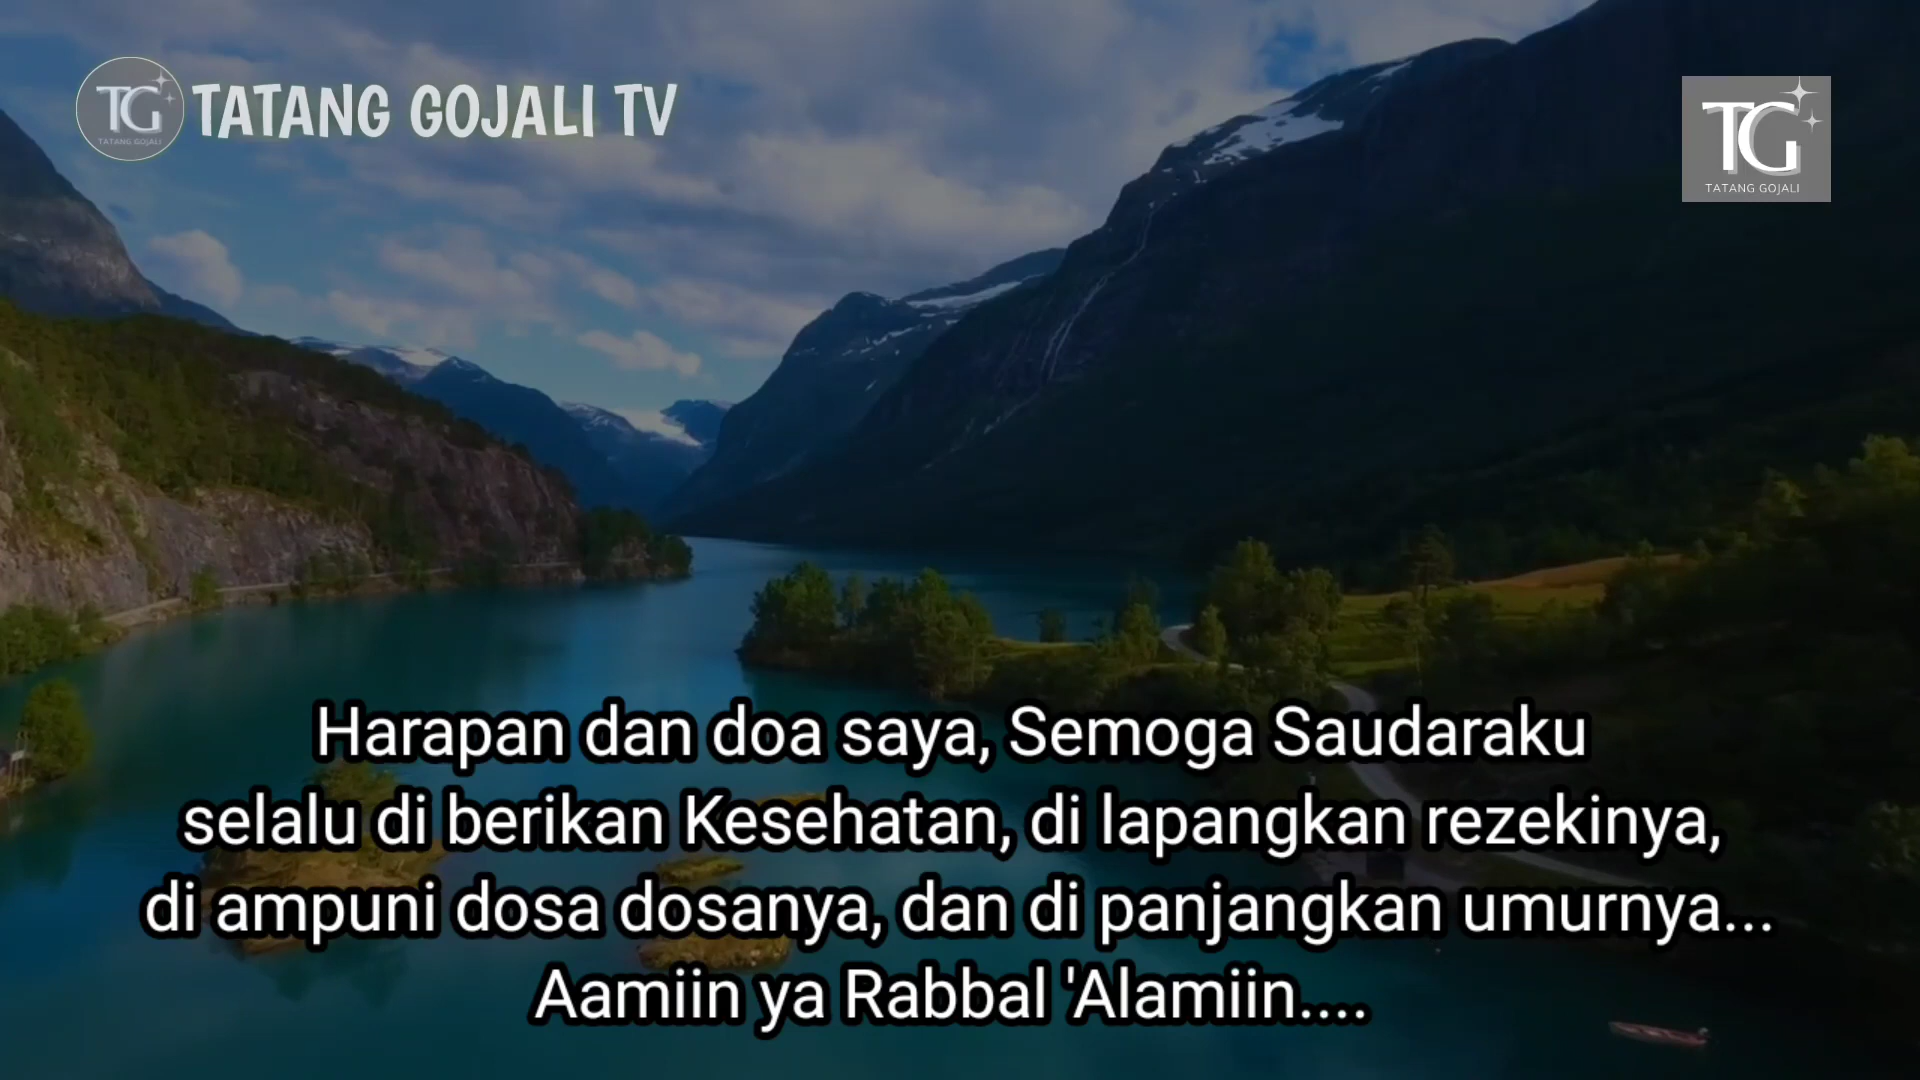 TG
TATANG GOJALI
TATANG GOJALI TV
TG
TATANG GOJALI
Harapan dan doa saya, Semoga Saudaraku
selalu di berikan Kesehatan, di lapangkan rezekinya,
di ampuni dosa dosanya, dan di panjangkan umurnya...
Aamiin ya Rabbal 'Alamiin....